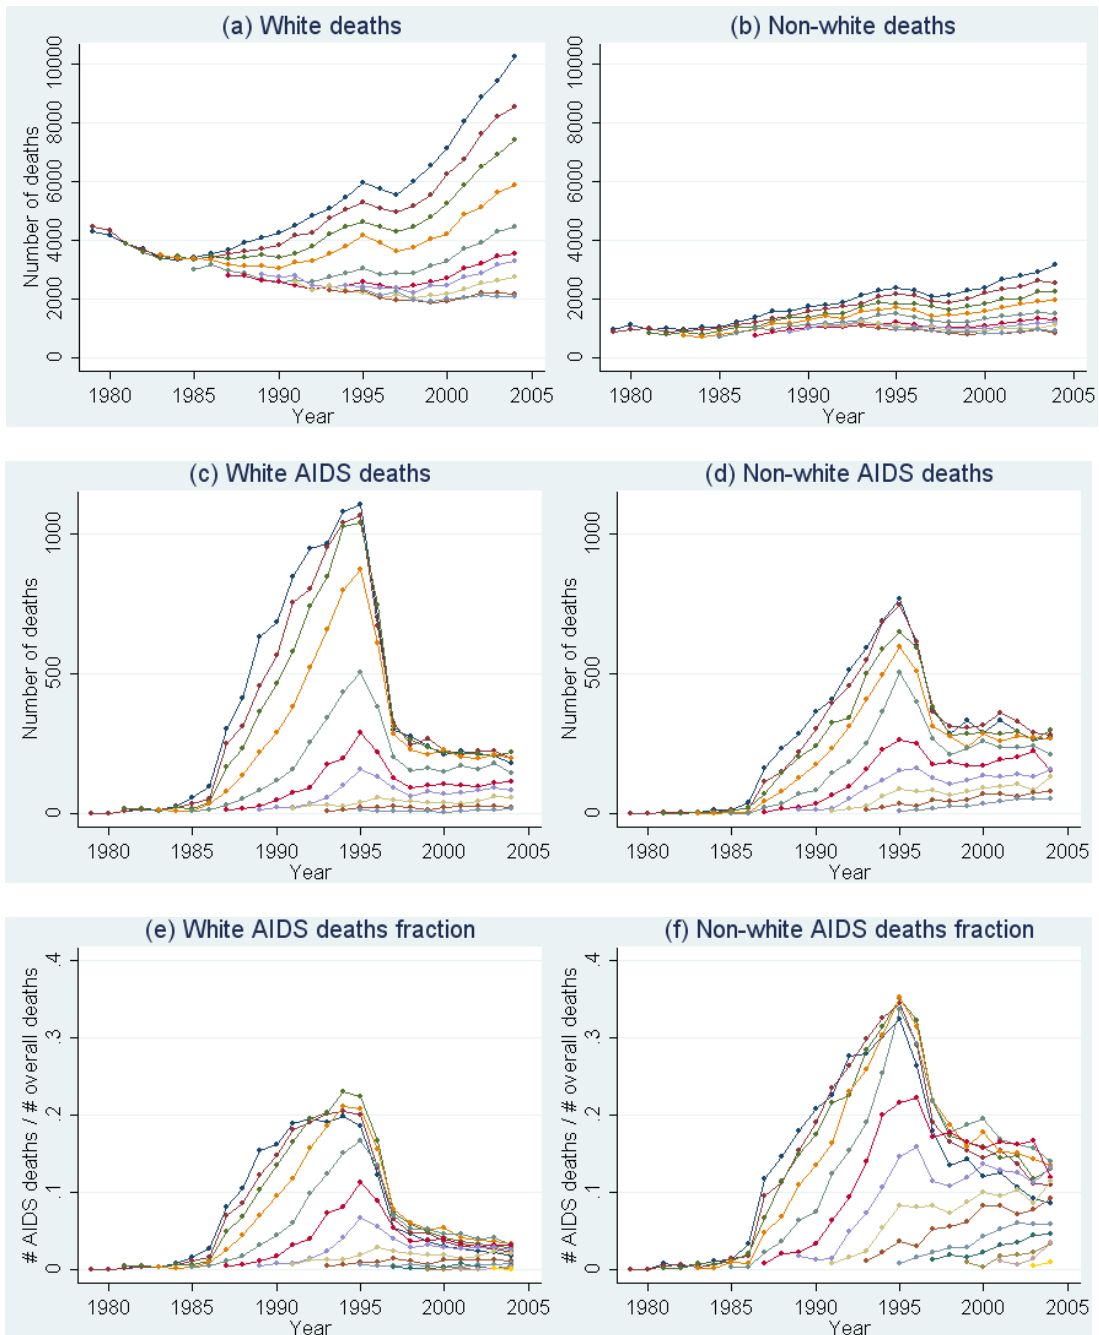 (a) White deaths
(b) Non-white deaths
Number of deaths
0 2000 4000 6000 8000 10000
1980 1985 1990 1995 2000 2005
Year
0 2000 4000 6000 8000 10000
1980 1985 1990 1995 2000 2005
Year
(c) White AIDS deaths
(d) Non-white AIDS deaths
Number of deaths
0 500 1000
1980 1985 1990 1995 2000 2005
Year
Number of deaths
0 500 1000
1980 1985 1990 1995 2000 2005
Year
(e) White AIDS deaths fraction
(f) Non-white AIDS deaths fraction
# AIDS deaths / # overall deaths
0 .1 .2 .3 .4
1980 1985 1990 1995 2000 2005
Year
# AIDS deaths / # overall deaths
0 .1 .2 .3 .4
1980 1985 1990 1995 2000 2005
Year